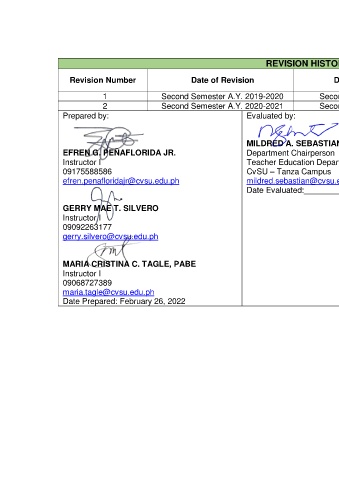 REVISION HISTO
Revision Number Date of Revision D
1 Second Semester A.Y. 2019-2020 Secon
2 Second Semester A.Y. 2020-2021 Secon
Prepared by:
EFREN G. PEÑAFLORIDA JR.
Instructor I
09175588586
efren.penafloridajr@cvsu.edu.ph
GERRY MAE T. SILVERO
Instructor I
09092263177
gerry.silvero@cvsu.edu.ph
MARIA CRISTINA C. TAGLE, PABE
Instructor I
09068727389
maria.tagle@cvsu.edu.ph
Date Prepared: February 26, 2022
Evaluated by:
MILDRED A. SEBASTIAN
Department Chairperson
Teacher Education Depar
CvSU – Tanza Campus
mildred.sebastian@cvsu.e
Date Evaluated: